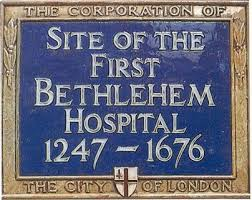 THE CORPORATION OF
SITE OF THE
FIRST
BETHLEHEM
HOSPITAL
1247 – 1676
THE CITY OF LONDON